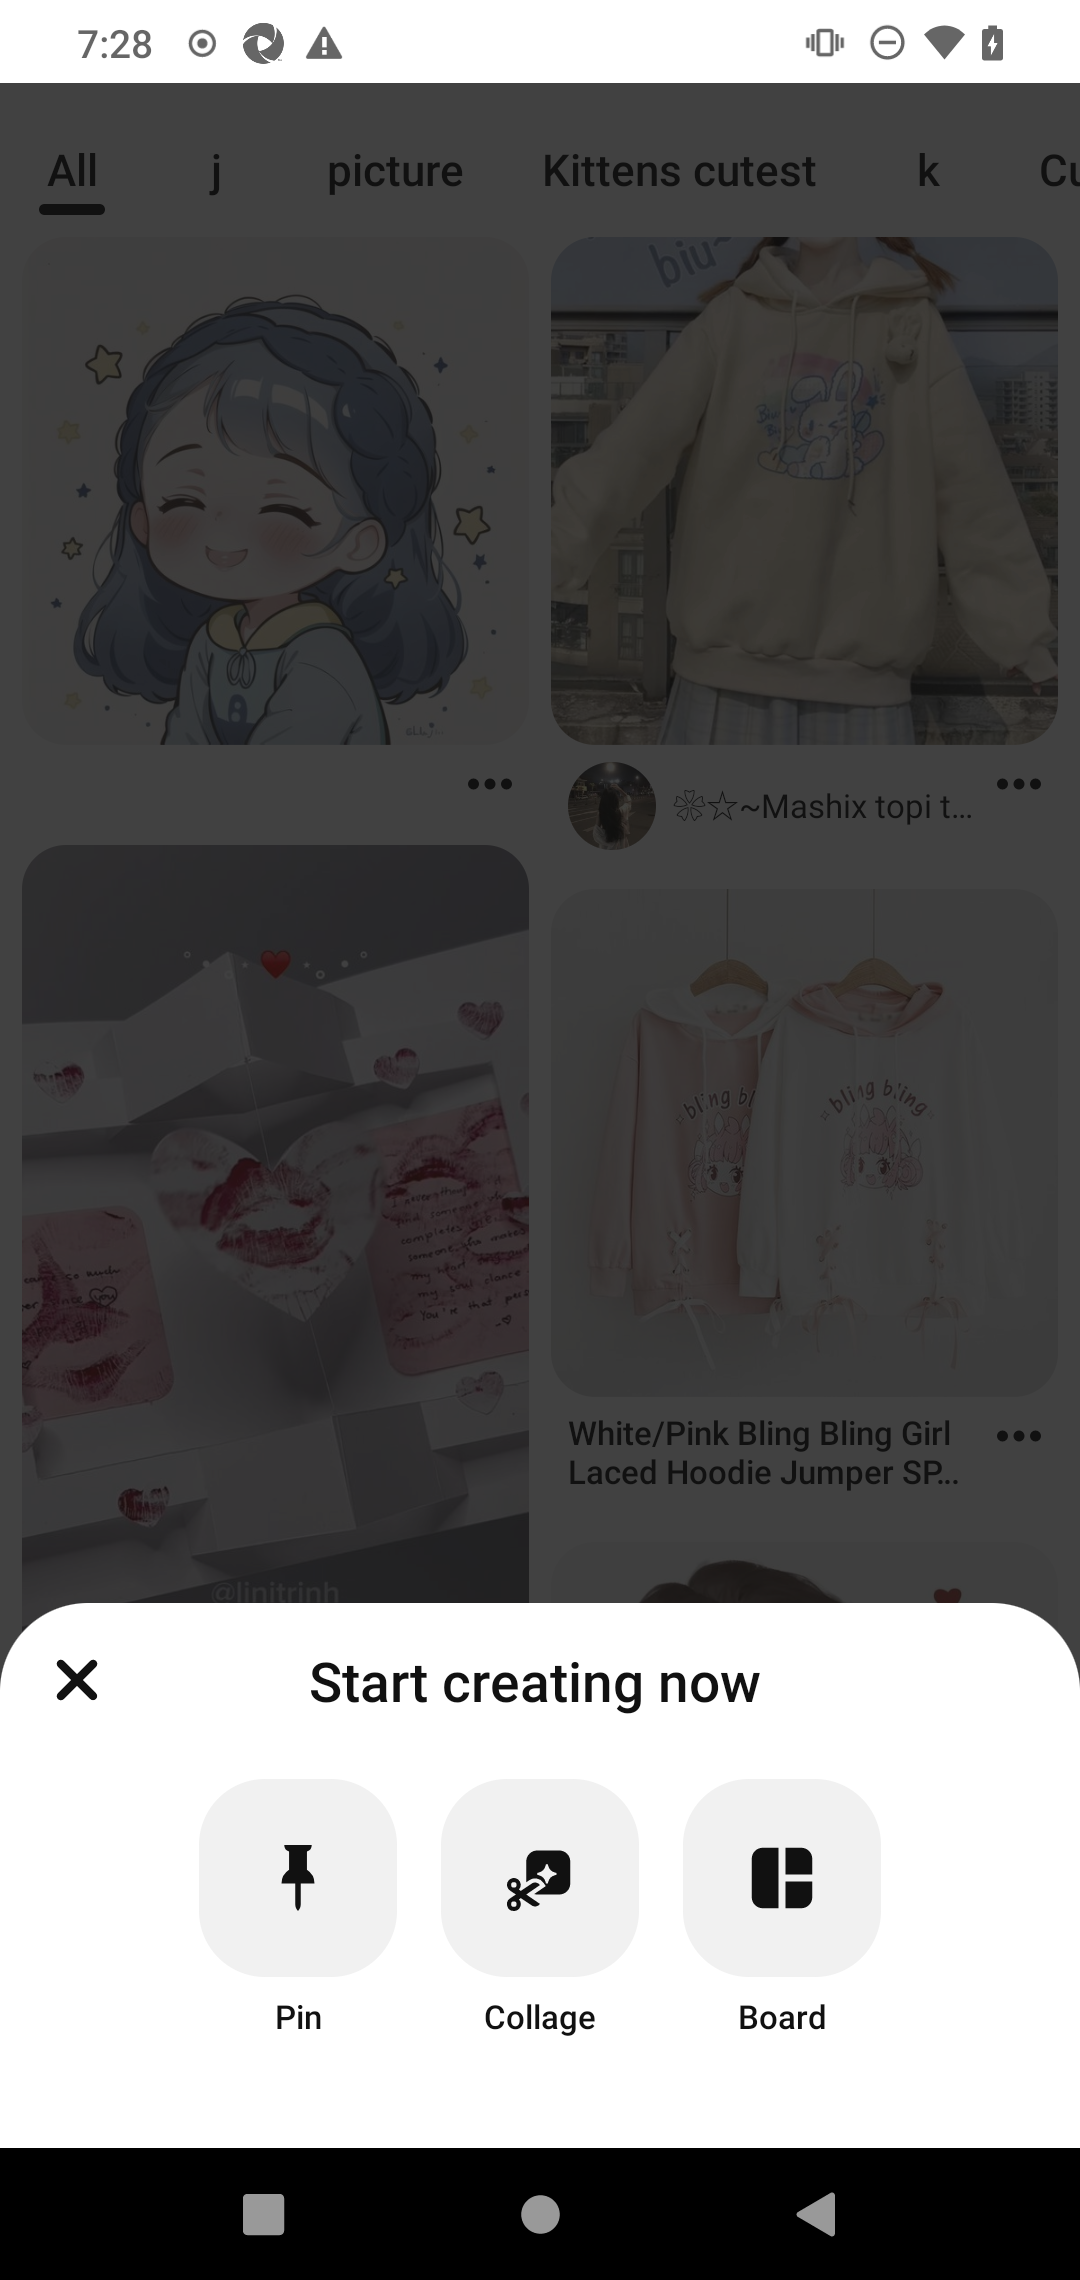 7:28
All j picture Kittens cutest k Cu
biu~
❀☆~Mashix topi t...
bling bl
bling bling
@linitrinh
White/Pink Bling Bling Girl
Laced Hoodie Jumper SP...
Start creating now
Pin Collage Board